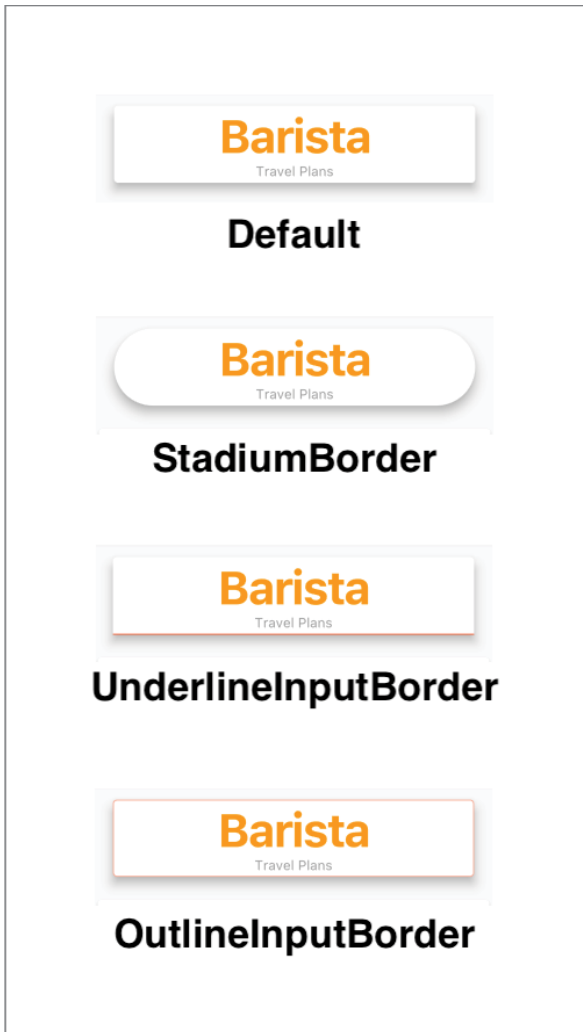 Barista
Travel Plans
Default
Barista
Travel Plans
StadiumBorder
Barista
Travel Plans
UnderlineInputBorder
Barista
Travel Plans
OutlineInputBorder